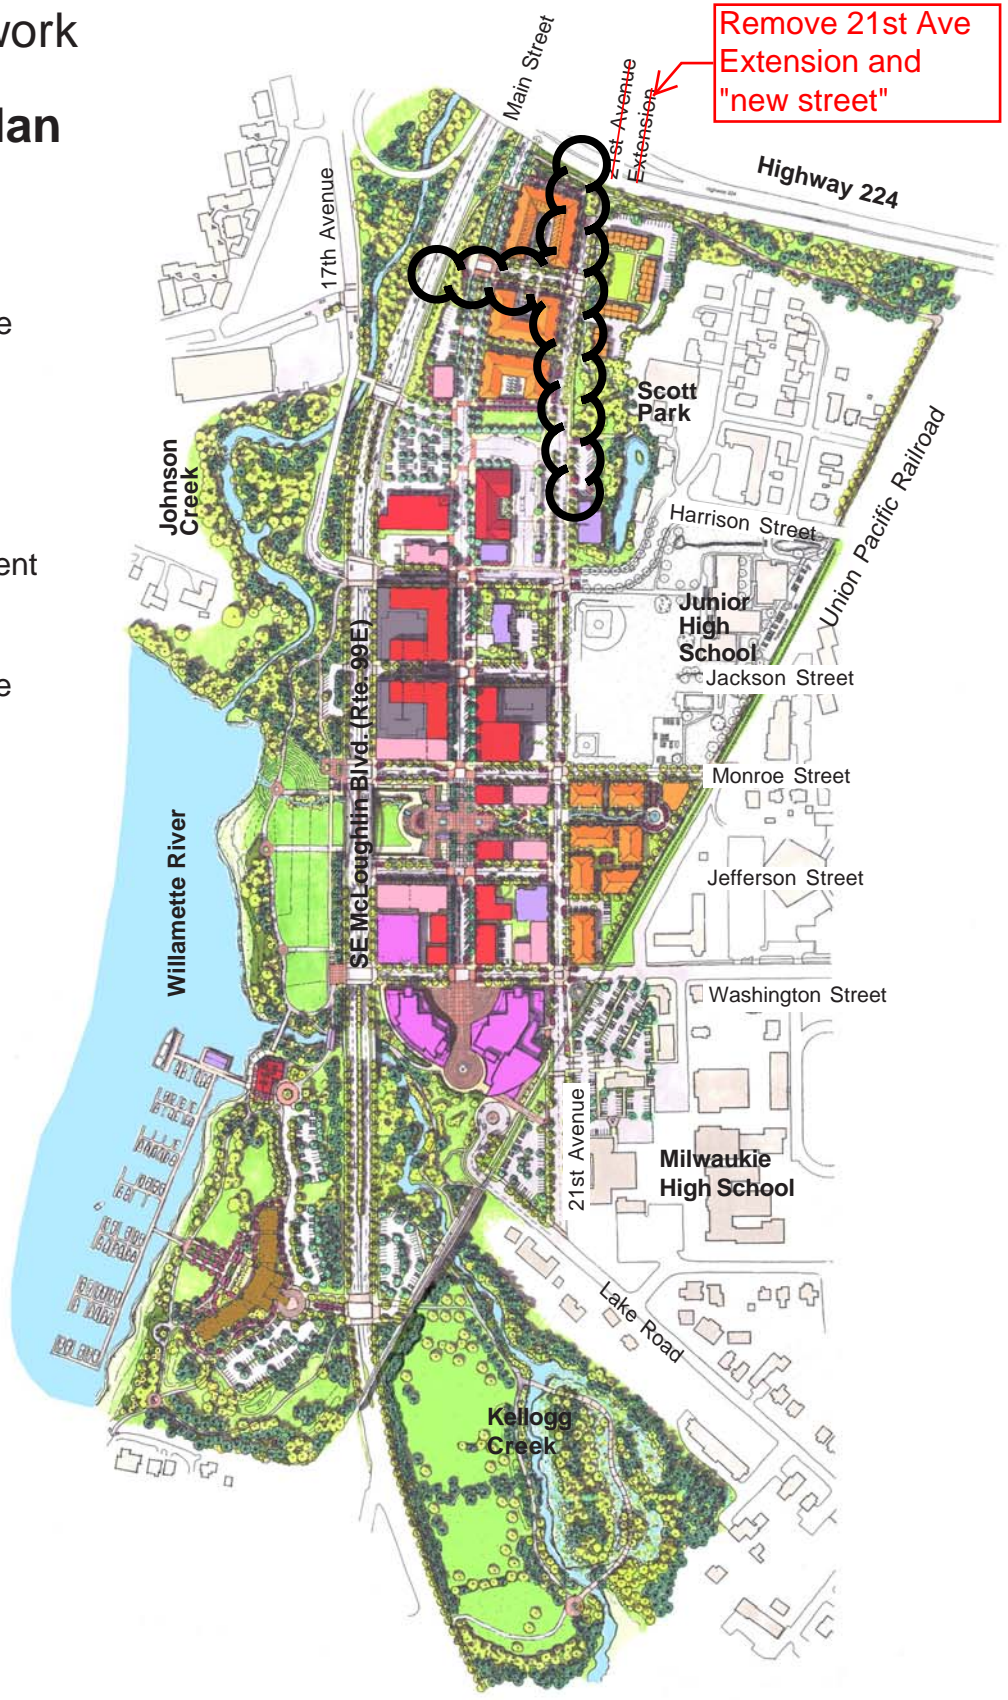 work
lan
e
ent
e
Remove 21st Ave
Extension and
"new street"
Main Street
21st Avenue
Extension
Highway 224
17th Avenue
Scott
Park
Johnson
Creek
Harrison Street
Union Pacific Railroad
Junior
High
School
Jackson Street
SE McLoughlin Blvd. (Rte. 99E)
Monroe Street
Willamette River
Jefferson Street
Washington Street
21st Avenue
Milwaukie
High School
Lake Road
Kellogg
Creek